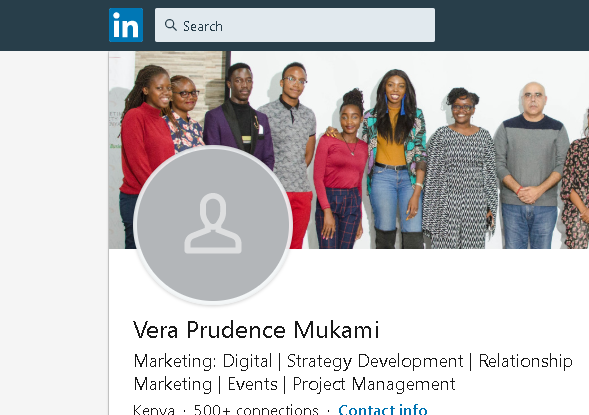 in
Search
Vera Prudence Mukami
Marketing: Digital | Strategy Development | Relationship
Marketing | Events | Project Management
Kenya · 500+ connections · Contact info